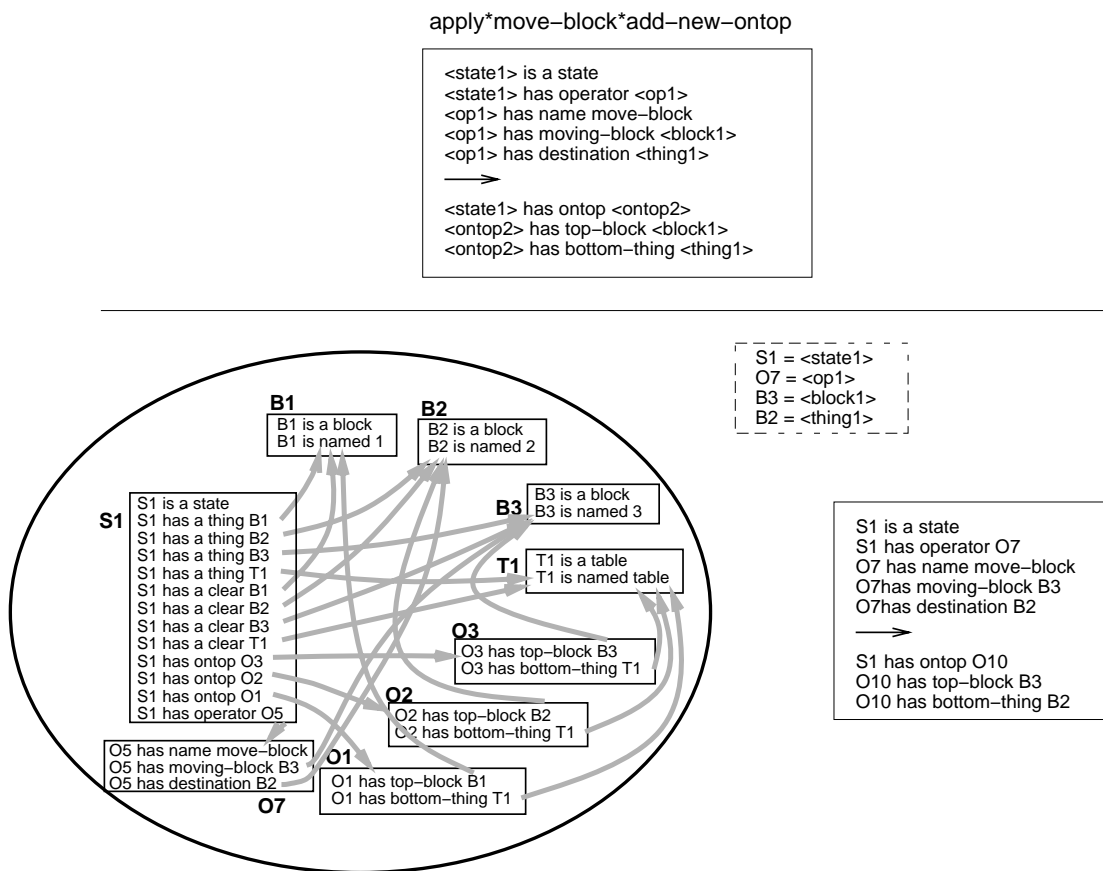 apply*move−block*add−new−ontop
<state1> is a state
<state1> has operator <op1>
<op1> has name move−block
<op1> has moving−block <block1>
<op1> has destination <thing1>
<state1> has ontop <ontop2>
<ontop2> has top−block <block1>
<ontop2> has bottom−thing <thing1>
S1 = <state1>
O7 = <op1>
B3 = <block1>
B2 = <thing1>
B1
B1 is a block
B1 is named 1
B2
B2 is a block
B2 is named 2
B3
B3 is a block
B3 is named 3
S1
S1 is a state
S1 has a thing B1
S1 has a thing B2
S1 has a thing B3
S1 has a thing T1
S1 has a clear B1
S1 has a clear B2
S1 has a clear B3
S1 has a clear T1
S1 has ontop O3
S1 has ontop O2
S1 has ontop O1
S1 has operator O5
T1
T1 is a table
T1 is named table
O3
O3 has top−block B3
O3 has bottom−thing T1
O2
O2 has top−block B2
O2 has bottom−thing T1
O1
O1 has top−block B1
O1 has bottom−thing T1
O5 has name move−block
O5 has moving−block B3
O5 has destination B2
O7
S1 is a state
S1 has operator O7
O7 has name move−block
O7has moving−block B3
O7has destination B2
S1 has ontop O10
O10 has top−block B3
O10 has bottom−thing B2